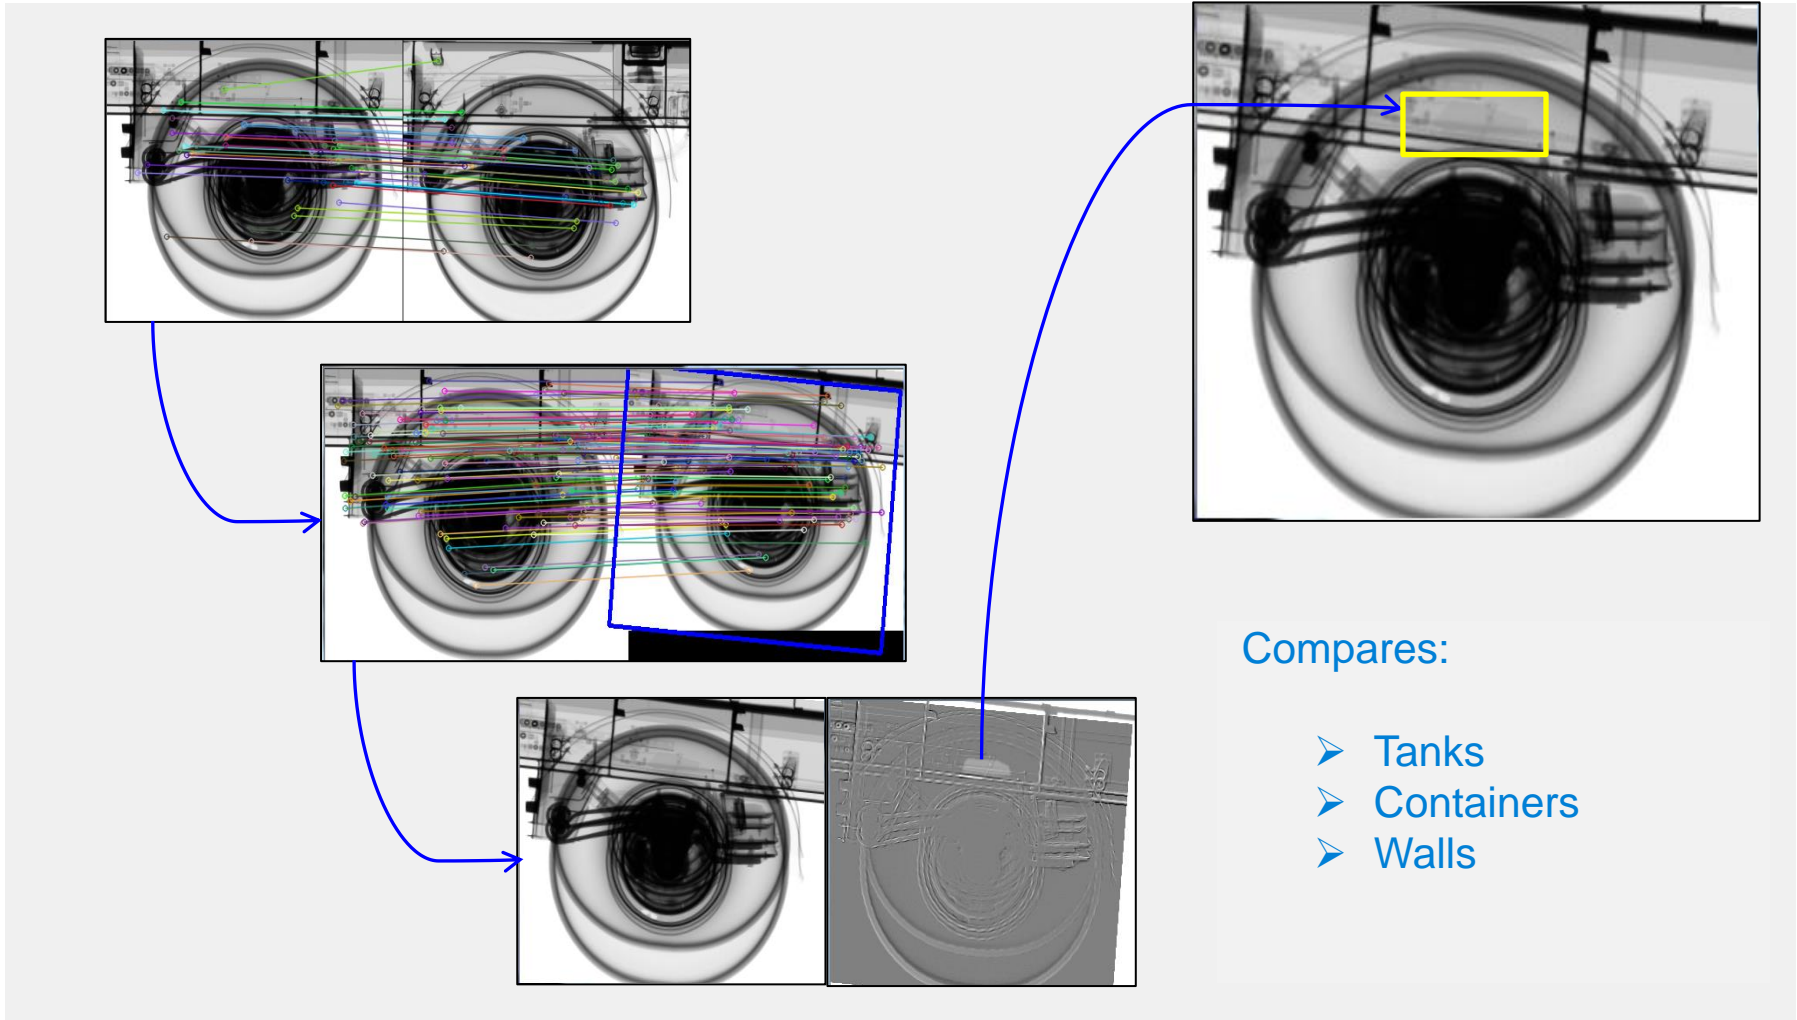 Compares:
➢ Tanks
➢ Containers
➢ Walls